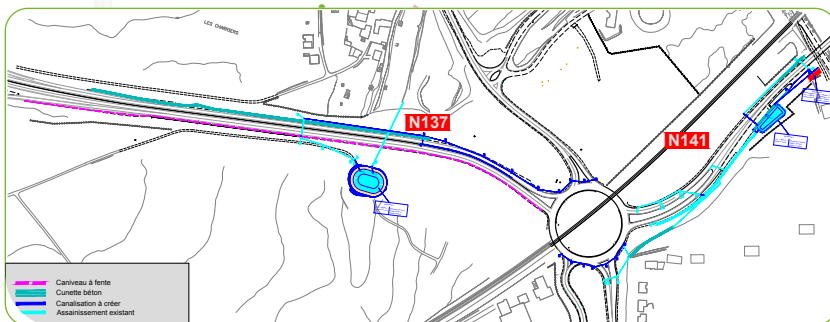 LES CHARRIERS
N137
N141
Caniveau à fente
Cunette béton
Canalisation à créer
Assainissement existant